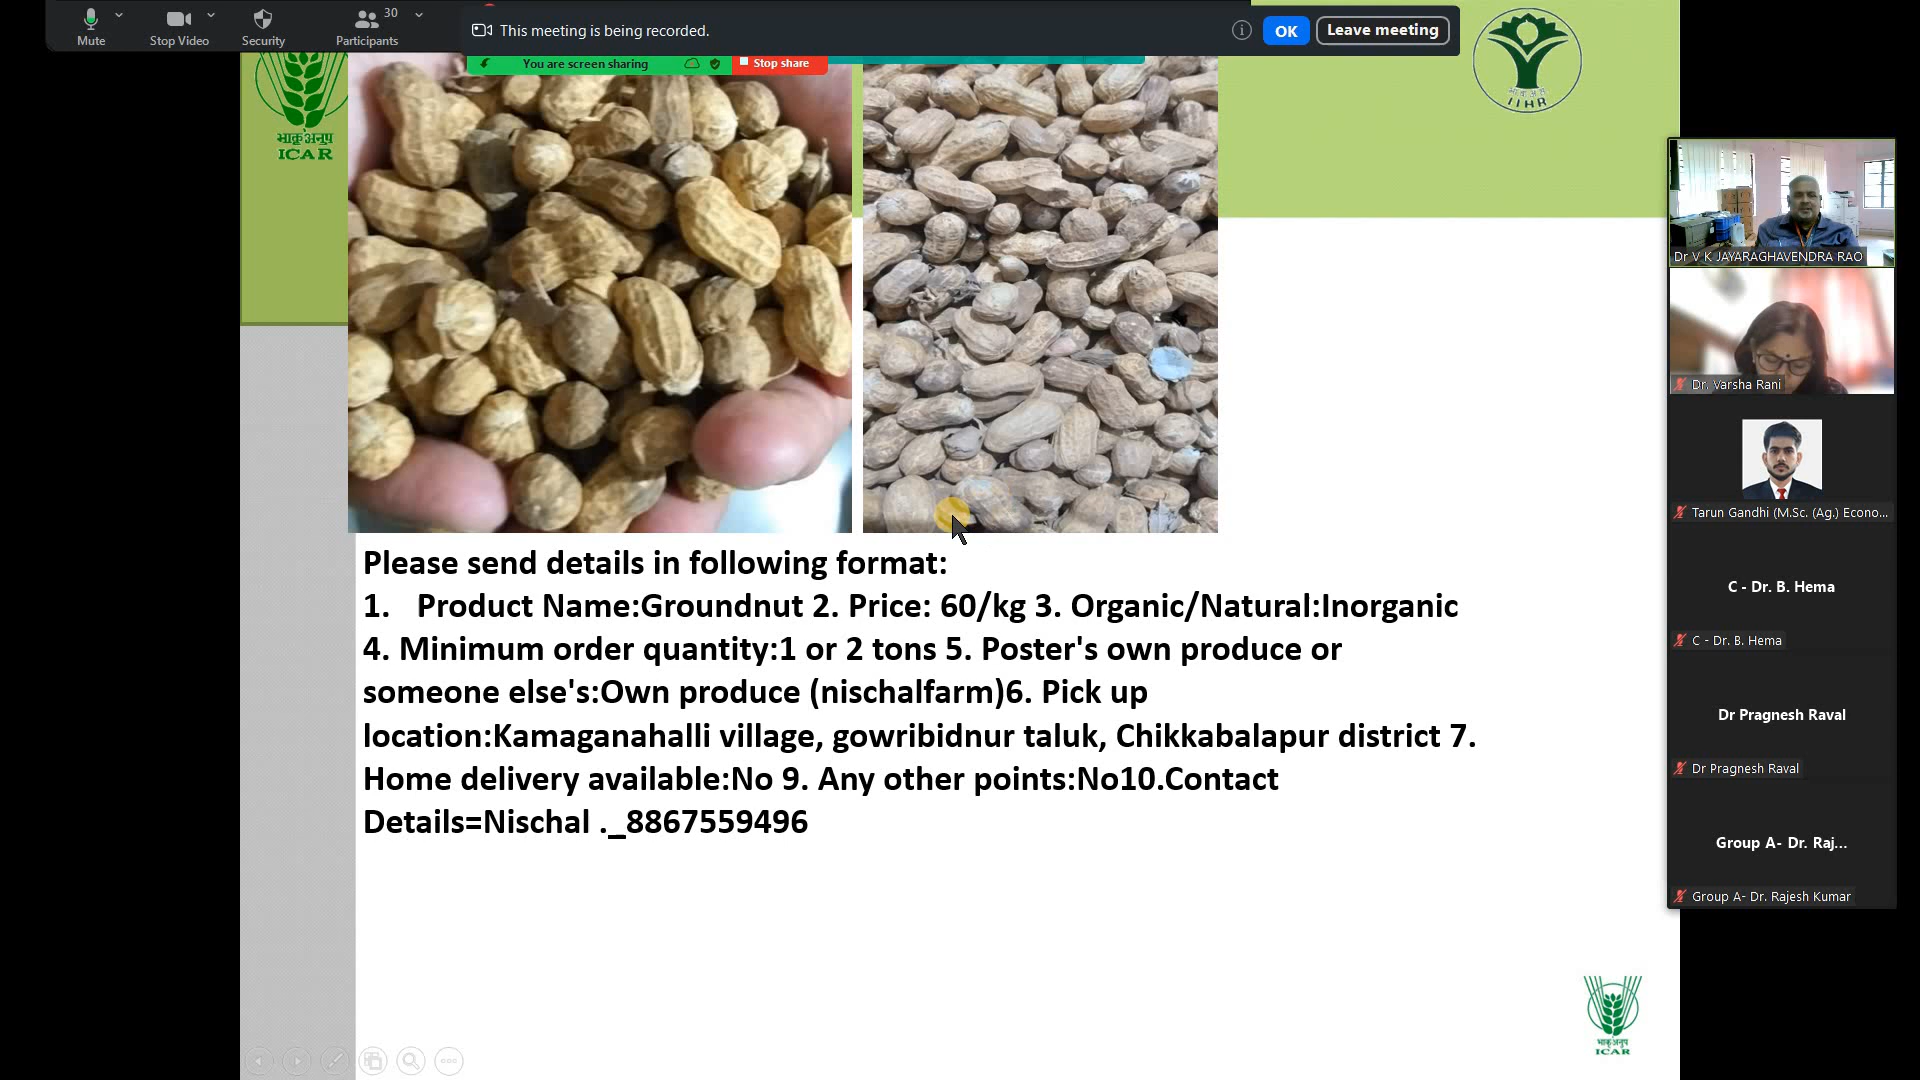 30
Mute
Stop Video
Security
Participants
This meeting is being recorded.
OK
Leave meeting
You are screen sharing
Stop share
भाकृअनुप
ICAR
IIHR
Please send details in following format:
1. Product Name:Groundnut 2. Price: 60/kg 3. Organic/Natural:Inorganic
4. Minimum order quantity:1 or 2 tons 5. Poster's own produce or
someone else's:Own produce (nischalfarm)6. Pick up
location:Kamaganahalli village, gowribidnur taluk, Chikkabalapur district 7.
Home delivery available:No 9. Any other points:No10.Contact
Details=Nischal ._8867559496
Dr V K JAYARAGHAVENDRA RAO
Dr. Varsha Rani
Tarun Gandhi (M.Sc. (Ag.) Econo...
C - Dr. B. Hema
C - Dr. B. Hema
Dr Pragnesh Raval
Dr Pragnesh Raval
Group A- Dr. Raj...
Group A- Dr. Rajesh Kumar
भाकृअनुप
ICAR